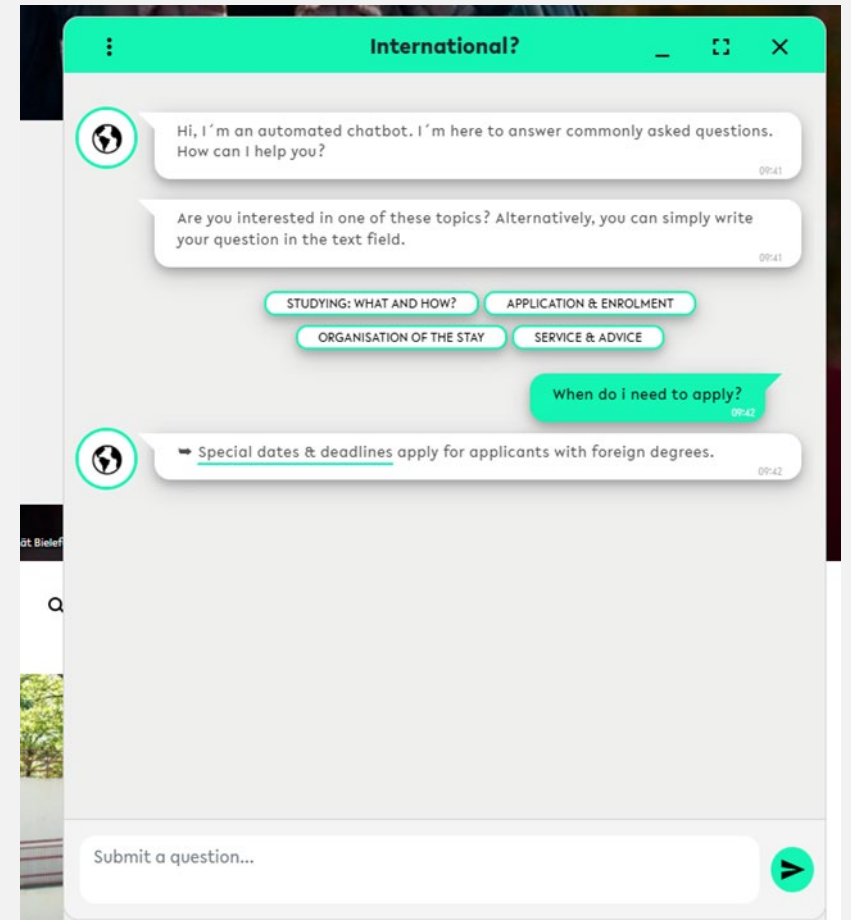 International?
Hi, I´m an automated chatbot. I´m here to answer commonly asked questions.
How can I help you?
09:41
Are you interested in one of these topics? Alternatively, you can simply write
your question in the text field.
09:41
STUDYING: WHAT AND HOW? APPLICATION & ENROLMENT
ORGANISATION OF THE STAY SERVICE & ADVICE
When do i need to apply?
09:42
➥ Special dates & deadlines apply for applicants with foreign degrees.
09:42
ät Bielef
Submit a question...